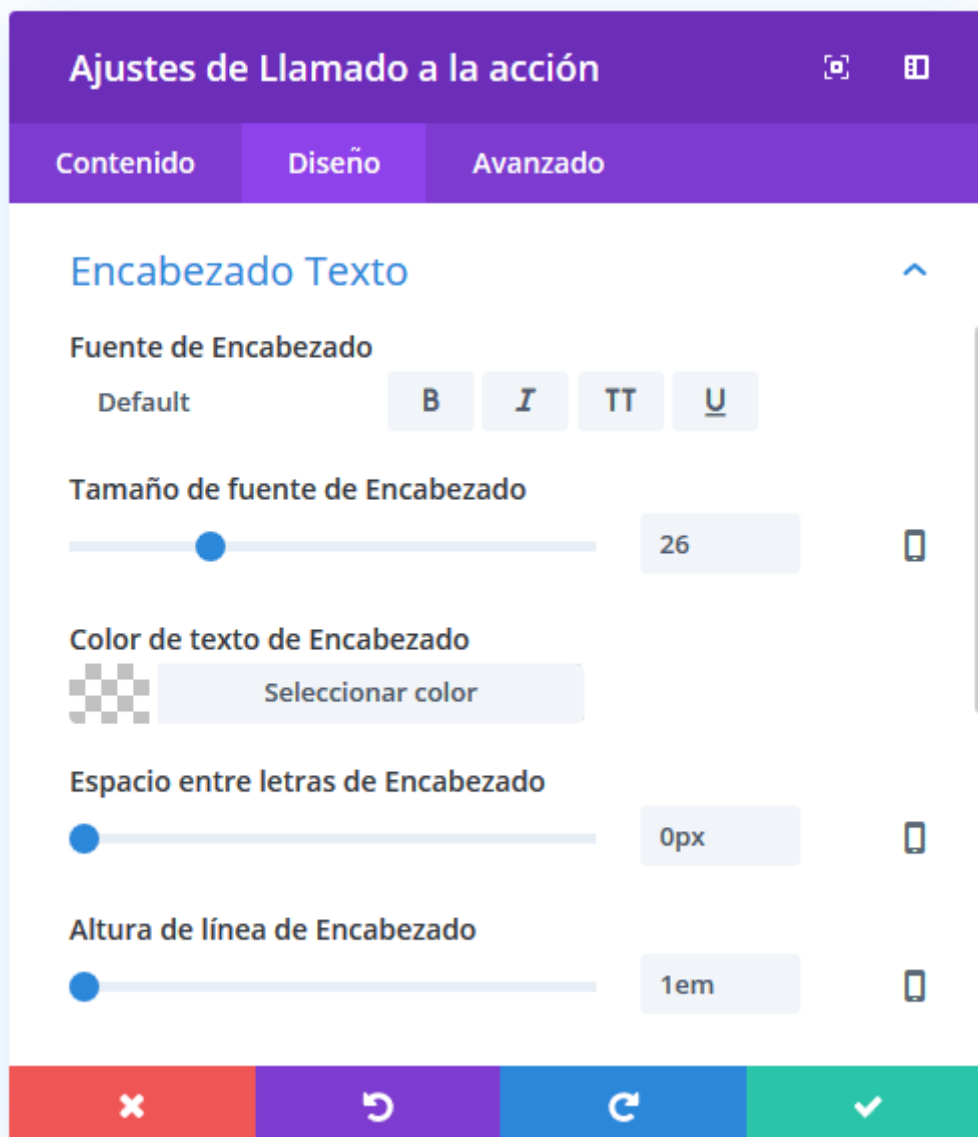 Ajustes de Llamado a la acción
Contenido Diseño Avanzado
Encabezado Texto
Fuente de Encabezado
Default B I TT U
Tamaño de fuente de Encabezado
26
Color de texto de Encabezado
Seleccionar color
Espacio entre letras de Encabezado
0px
Altura de línea de Encabezado
1em